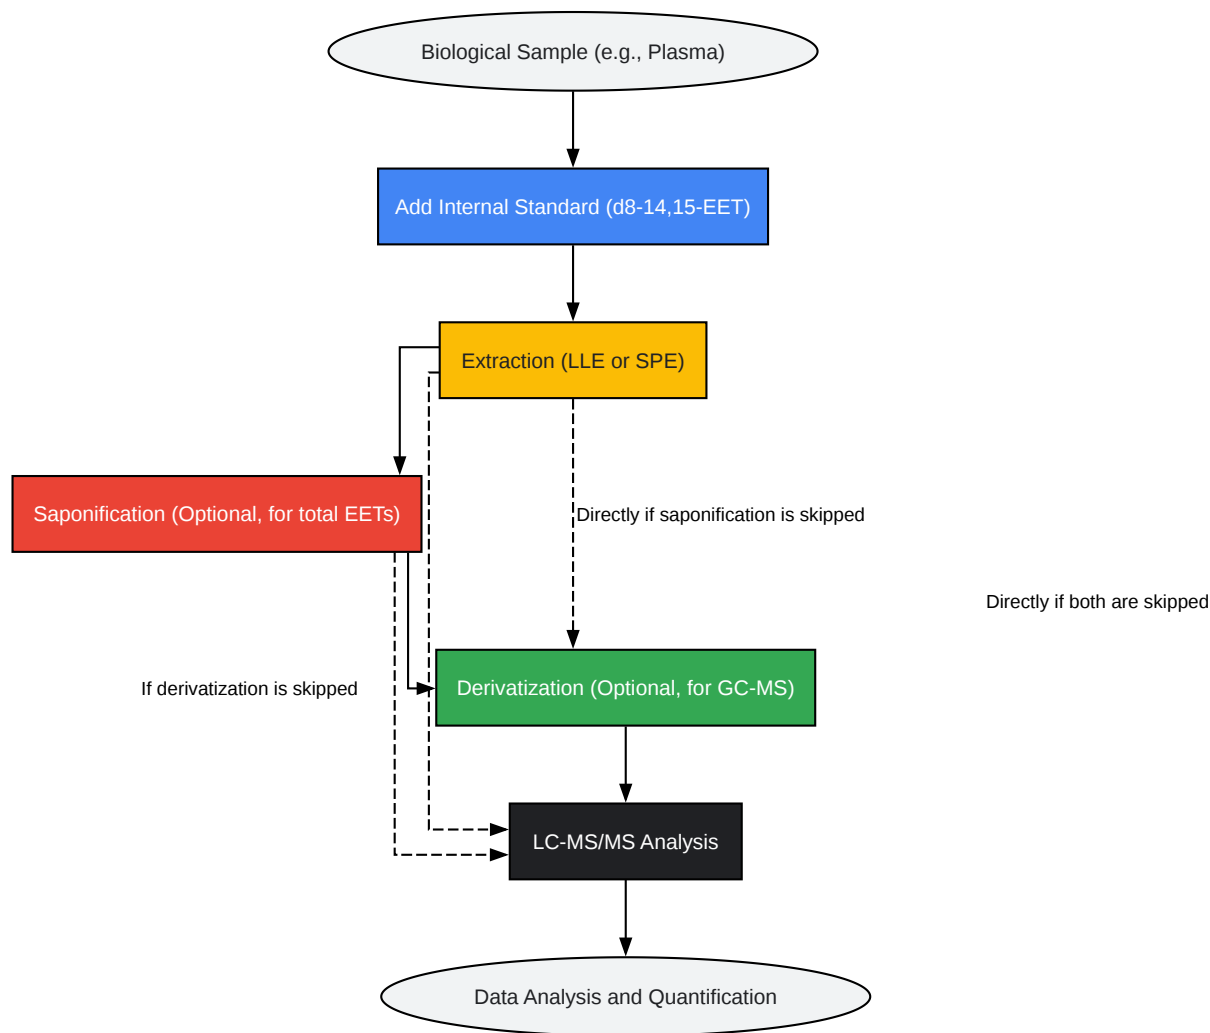 Biological Sample (e.g., Plasma)
Add Internal Standard (d8-14,15-EET)
Extraction (LLE or SPE)
Saponification (Optional, for total EETs)
Directly if saponification is skipped
Directly if both are skipped
If derivatization is skipped
Derivatization (Optional, for GC-MS)
LC-MS/MS Analysis
Data Analysis and Quantification